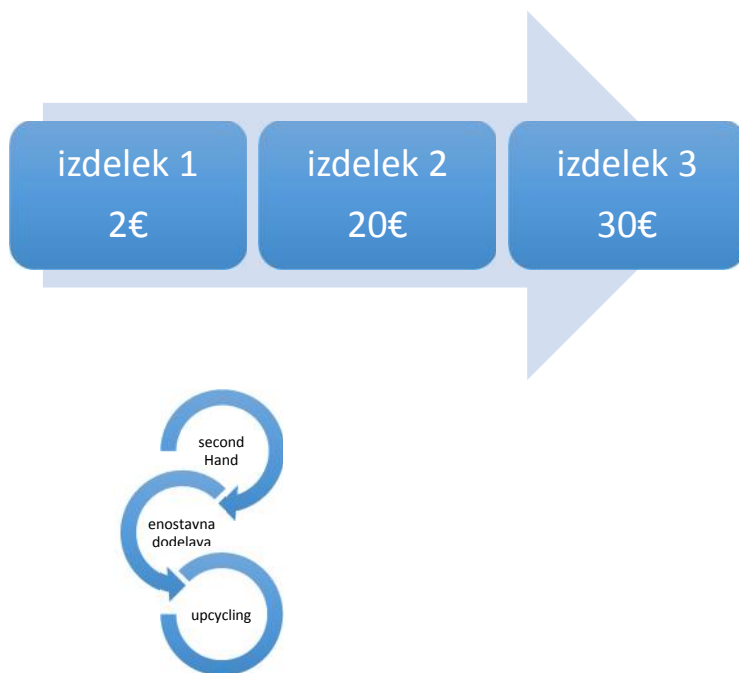 izdelek 1
2€
izdelek 2
20€
izdelek 3
30€
second
Hand
enostavna
dodelava
upcycling